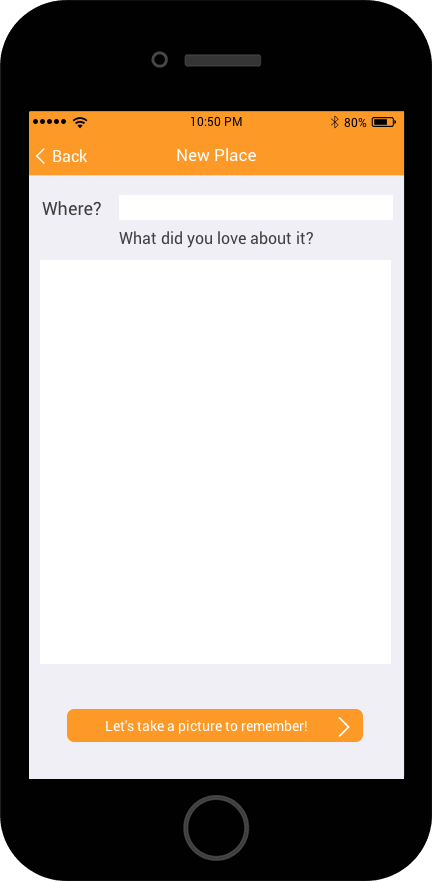 10:50 PM 80%
Back New Place
Where?
What did you love about it?
Let's take a picture to remember!